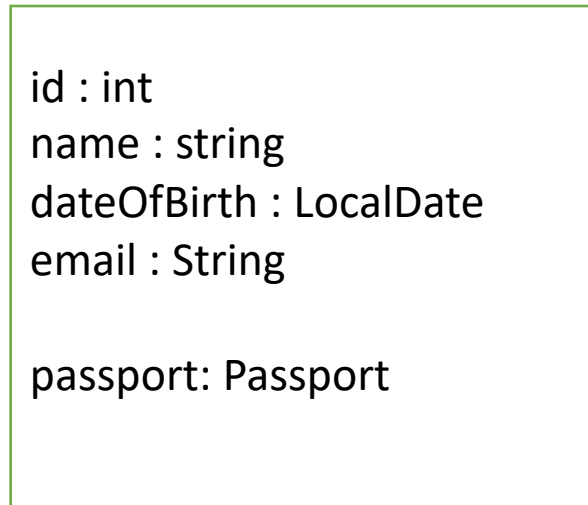 id : int
name : string
dateOfBirth : LocalDate
email : String
passport: Passport